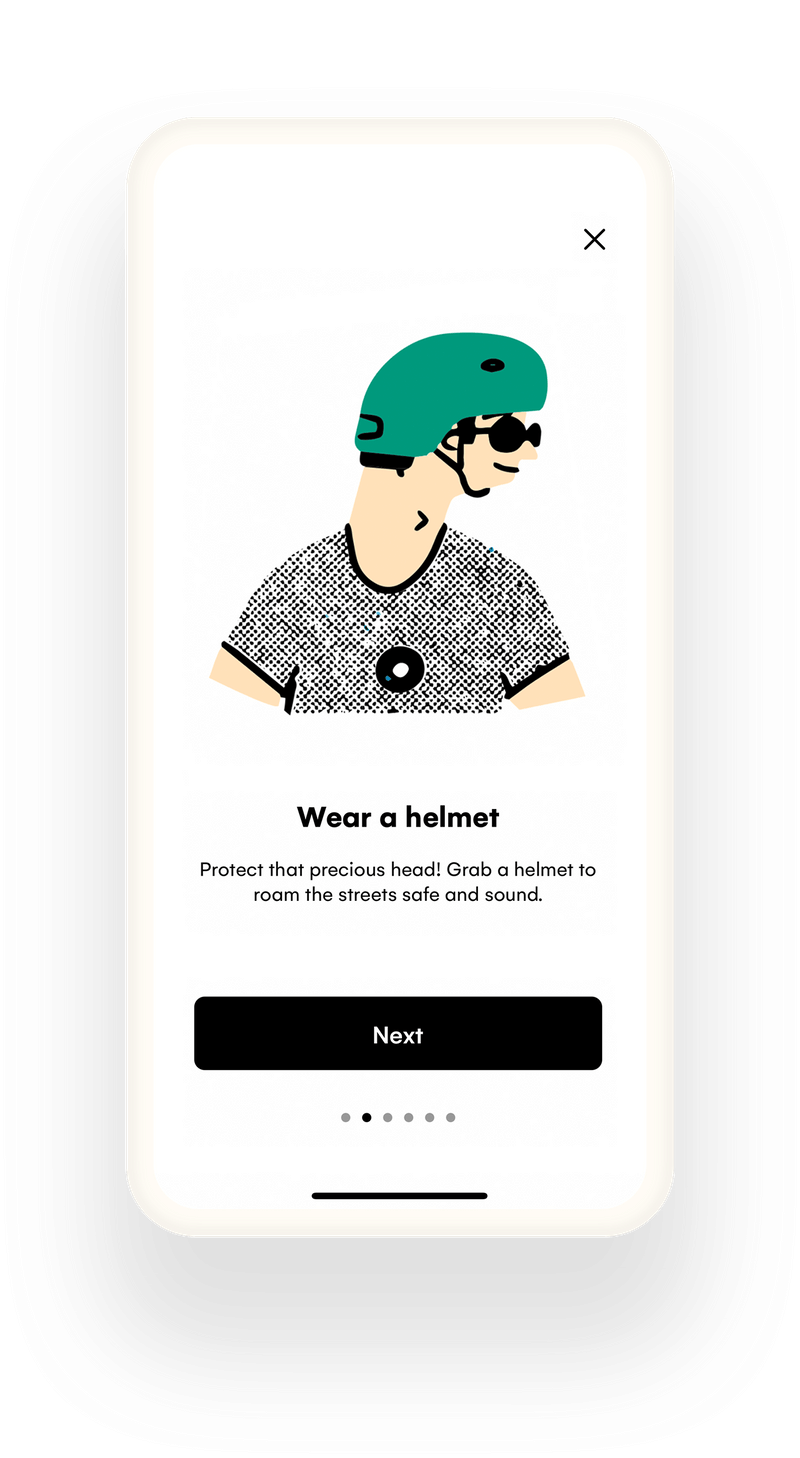 Wear a helmet
Protect that precious head! Grab a helmet to
roam the streets safe and sound.
Next